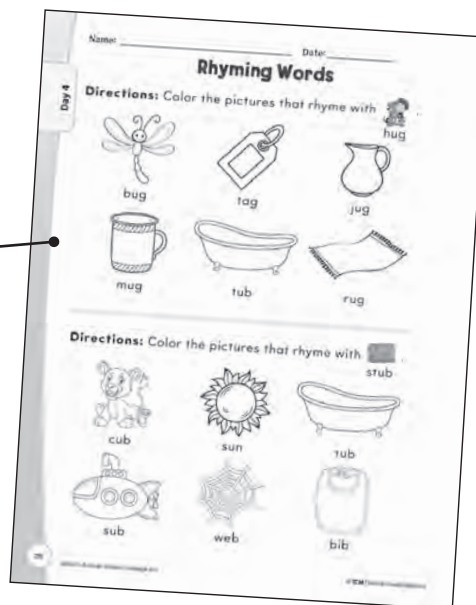 Name:
Date:
Day 4
Rhyming Words
Directions: Color the pictures that rhyme with
hug
bug
tag
jug
mug
tub
rug
Directions: Color the pictures that rhyme with
stub
cub
sun
tub
sub
web
bib